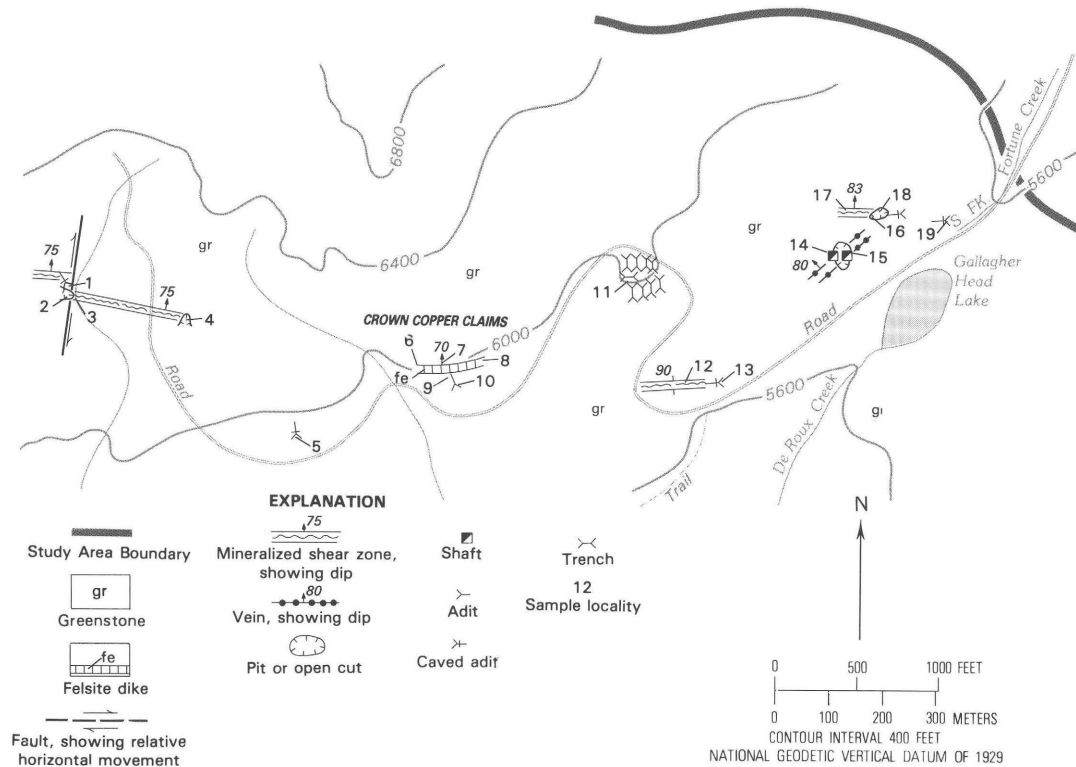 6800
Fortune Creek
5600
83
17
18
16
19
S FK
gr
gr
14
15
80
75
1
2
3
75
4
6400
gr
11
Gallagher
Head
Lake
Road
CROWN COPPER CLAIMS
6
70
7
6000
8
fe
9
10
90
12
13
5600
gr
gr
Road
5
Trail
De Roux Creek
EXPLANATION
N
Study Area Boundary
75
Mineralized shear zone,
showing dip
Shaft
Trench
gr
Greenstone
80
Vein, showing dip
Adit
12
Sample locality
fe
Felsite dike
Pit or open cut
Caved adit
Fault, showing relative
horizontal movement
0 500 1000 FEET
0 100 200 300 METERS
CONTOUR INTERVAL 400 FEET
NATIONAL GEODETIC VERTICAL DATUM OF 1929